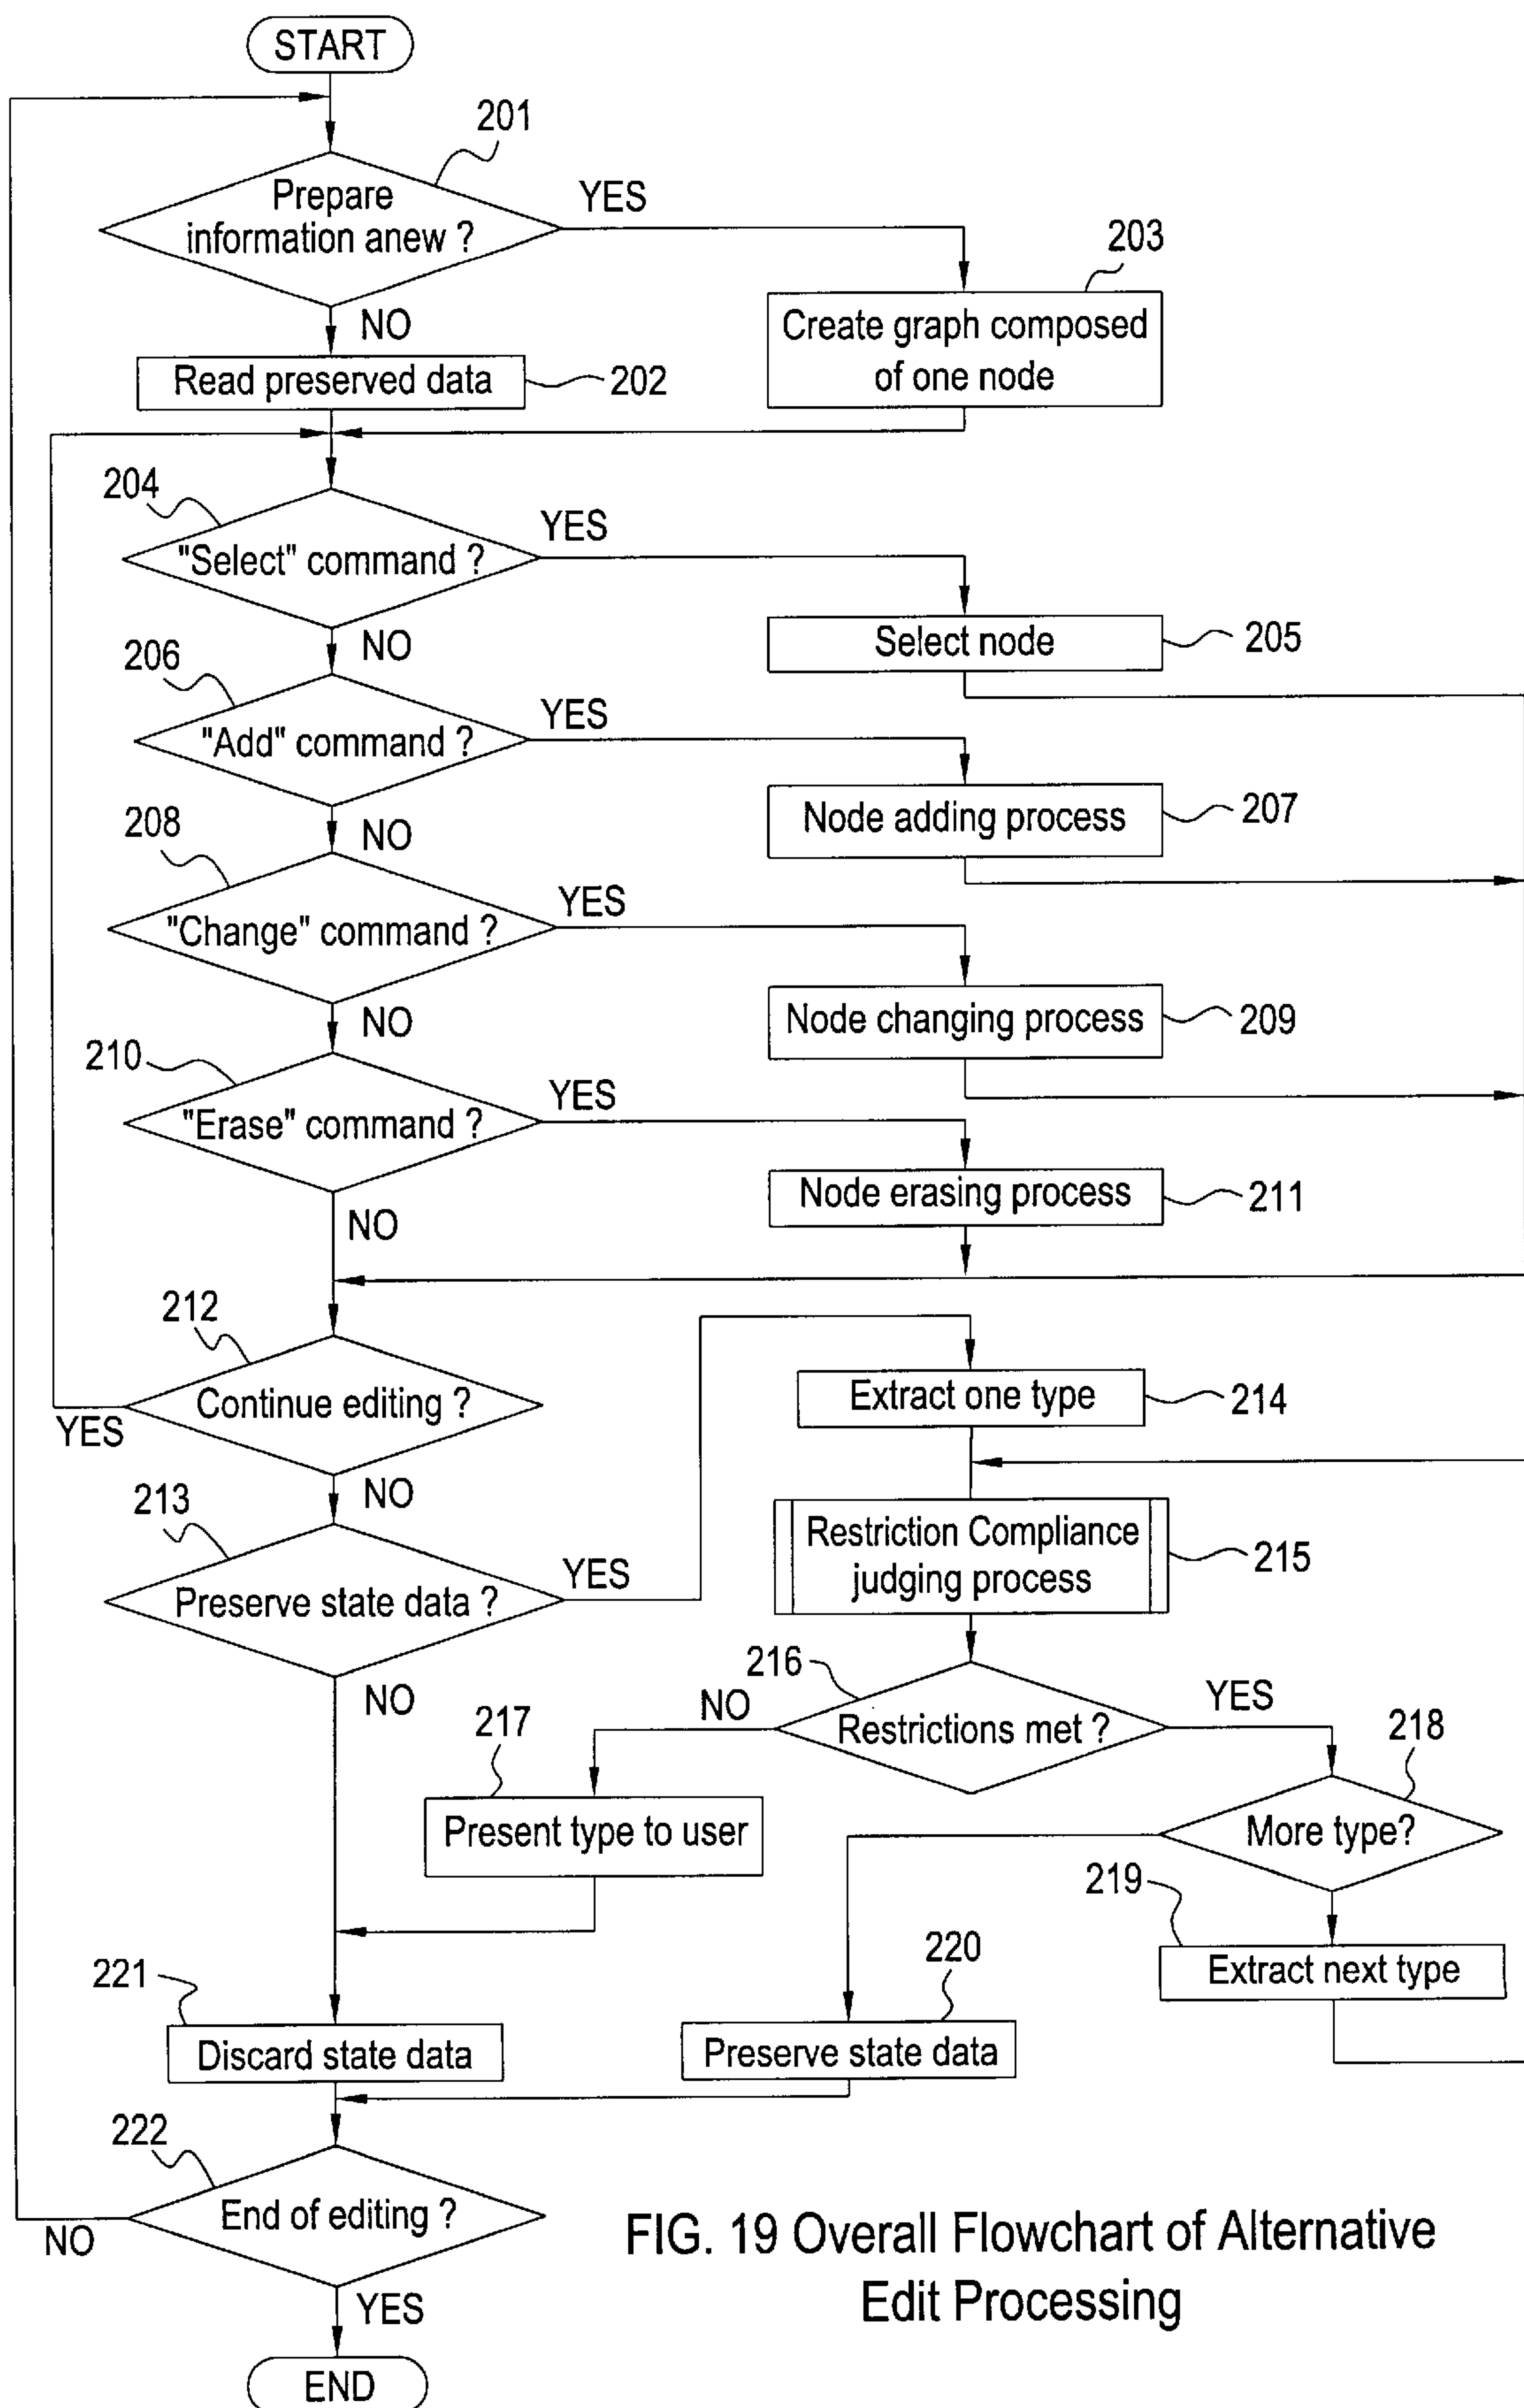 START
201
Prepare
information anew ?
YES
203
NO
Create graph composed
of one node
Read preserved data
202
204
"Select" command ?
YES
NO
Select node
205
206
"Add" command ?
YES
NO
Node adding process
207
208
"Change" command ?
YES
NO
Node changing process
209
210
"Erase" command ?
YES
NO
Node erasing process
211
212
Continue editing ?
YES
NO
Extract one type
214
213
Preserve state data ?
YES
NO
Restriction Compliance
judging process
215
216
Restrictions met ?
NO
YES
217
Present type to user
218
More type?
219
Extract next type
220
Preserve state data
221
Discard state data
222
End of editing ?
NO
YES
END
FIG. 19 Overall Flowchart of Alternative
Edit Processing